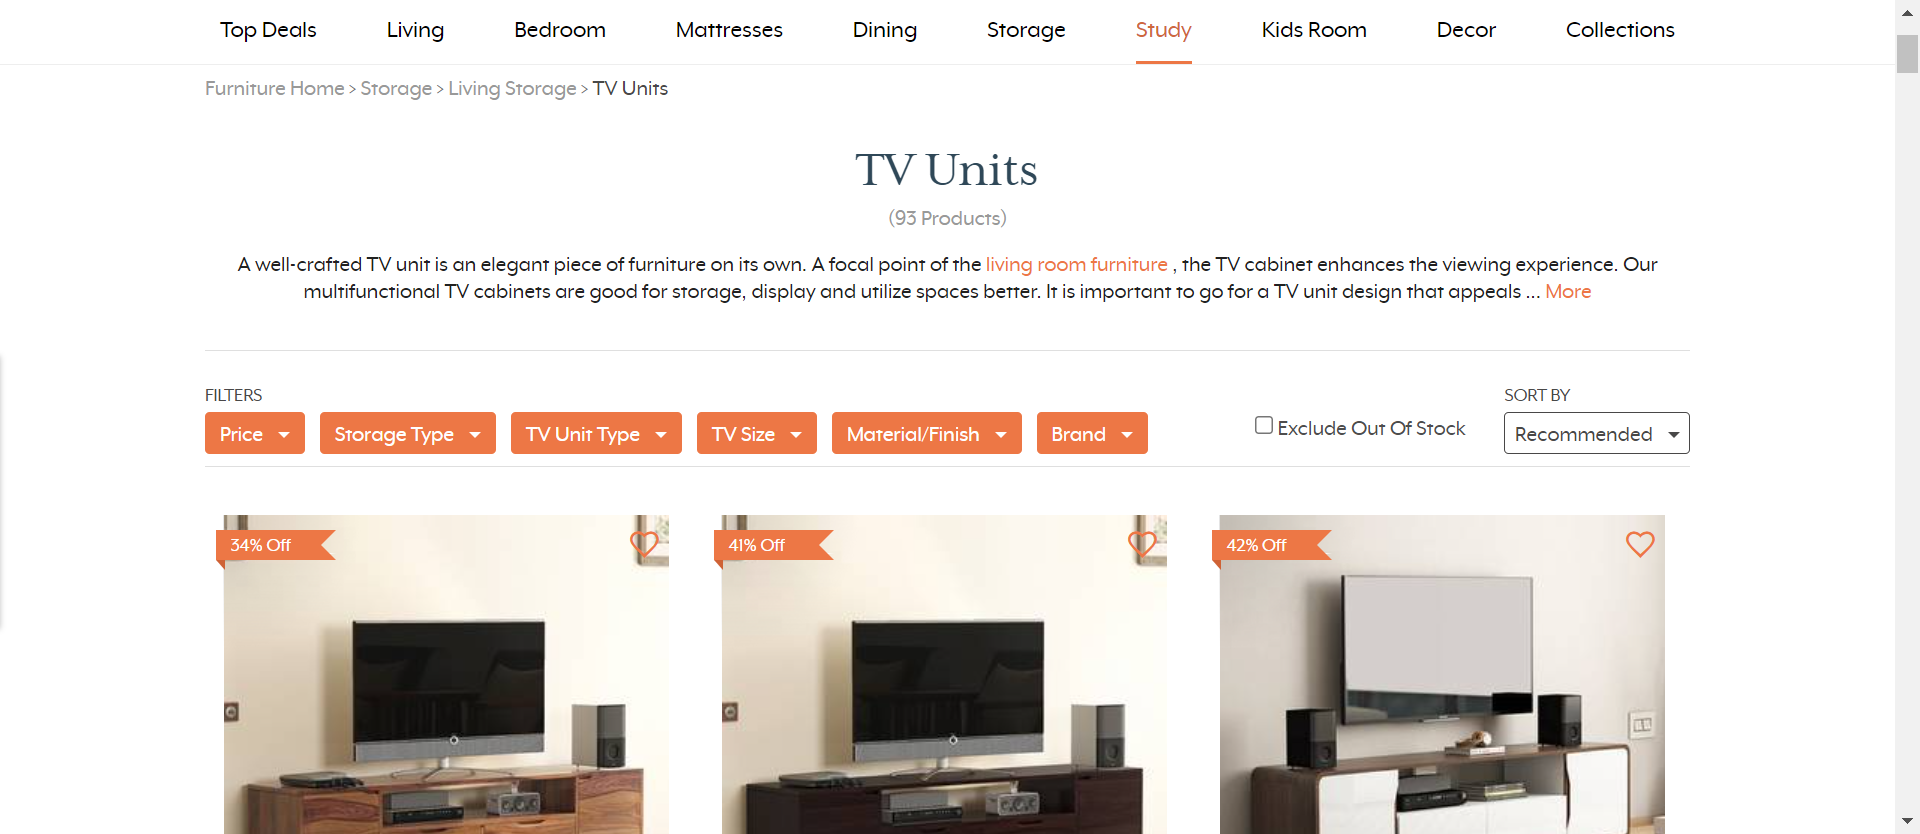 Top Deals Living Bedroom Mattresses Dining Storage Study Kids Room Decor Collections
Furniture Home > Storage > Living Storage > TV Units
TV Units
(93 Products)
A well-crafted TV unit is an elegant piece of furniture on its own. A focal point of the living room furniture , the TV cabinet enhances the viewing experience. Our
multifunctional TV cabinets are good for storage, display and utilize spaces better. It is important to go for a TV unit design that appeals ... More
FILTERS SORT BY
Price Storage Type TV Unit Type TV Size Material/Finish Brand Exclude Out Of Stock Recommended
34% Off 41% Off 42% Off